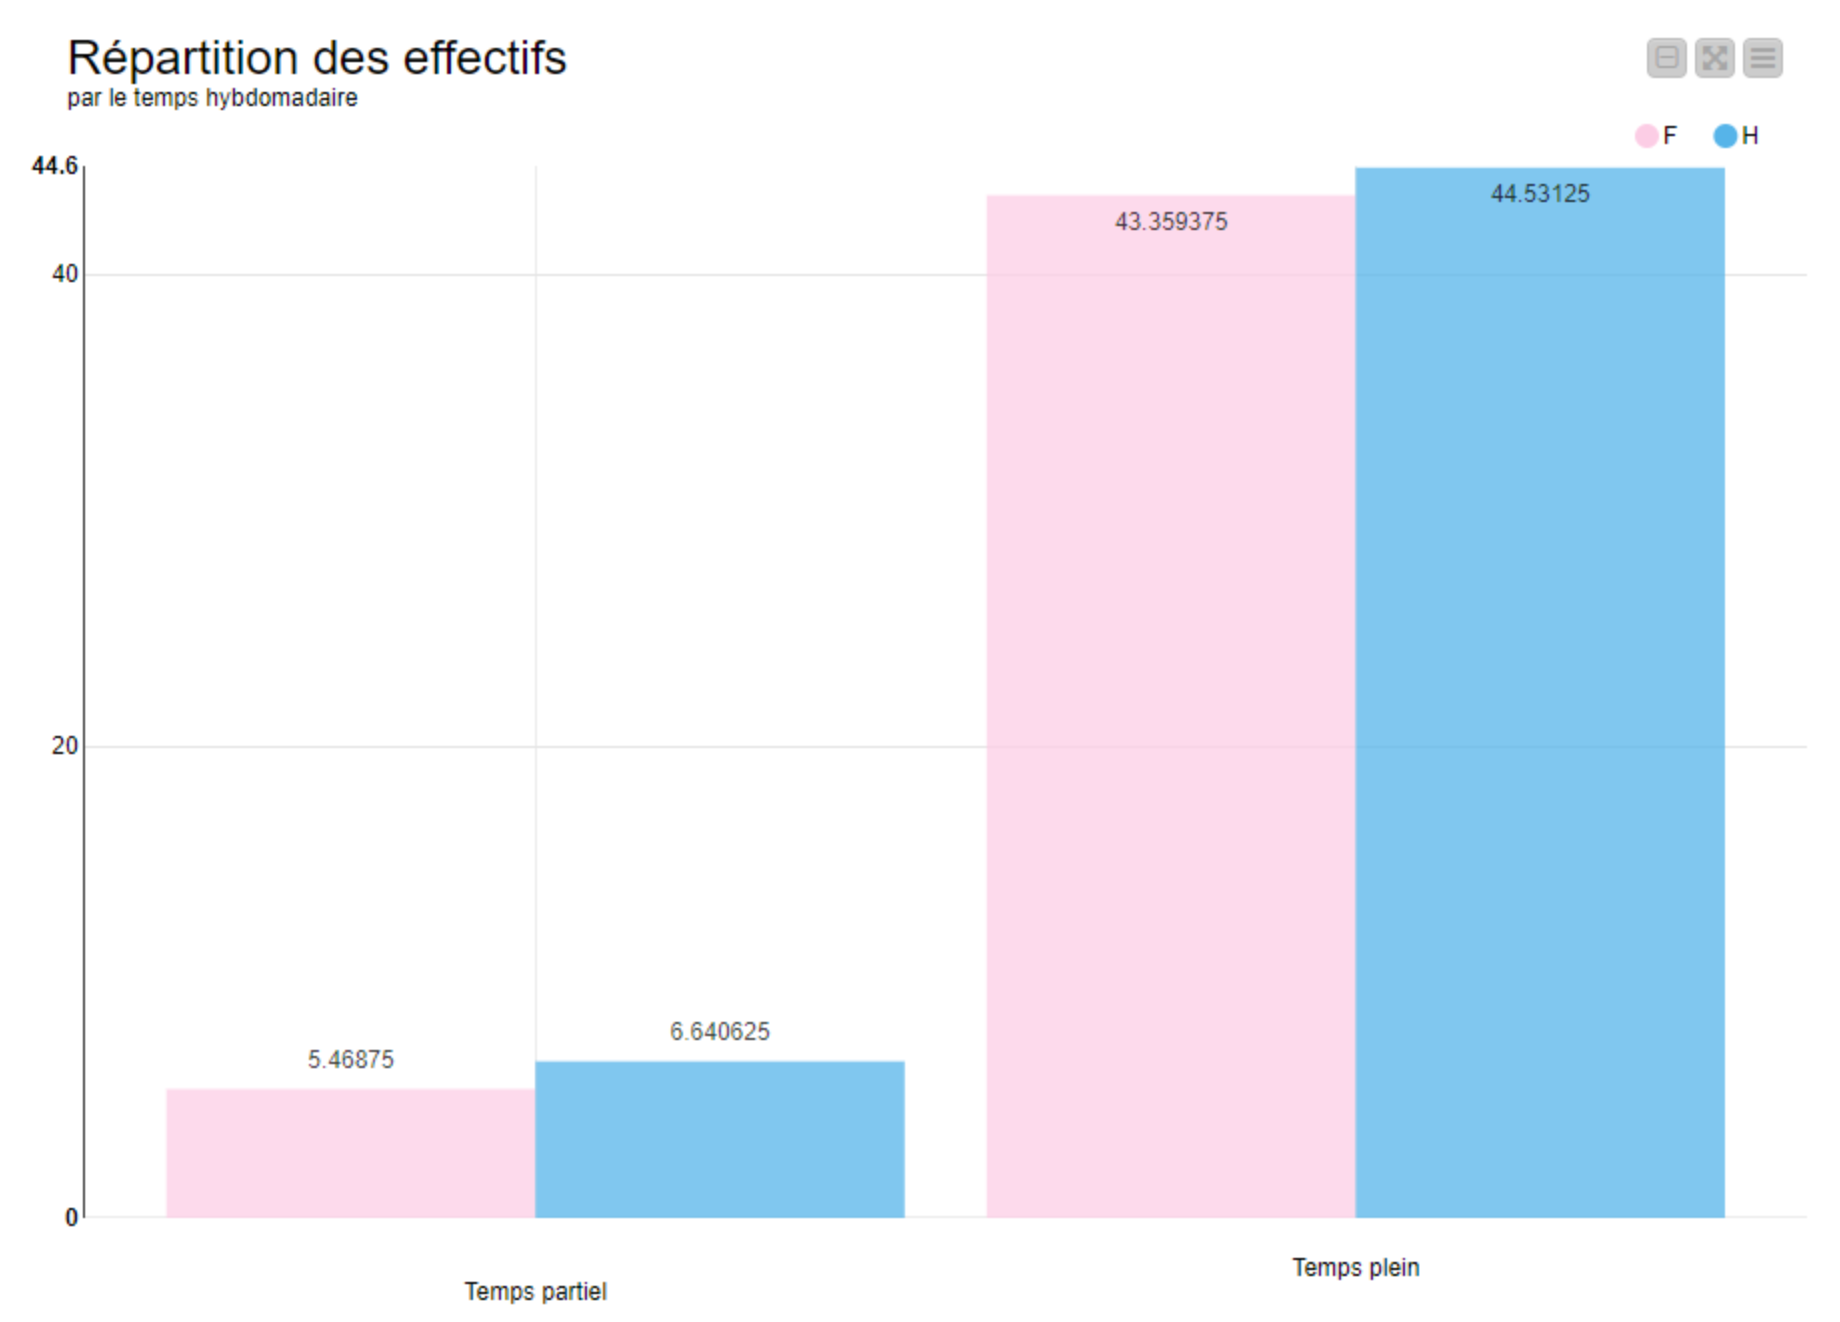 Répartition des effectifs
par le temps hybdomadaire
F H
44.6
44.53125
43.359375
40
20
6.640625
5.46875
0
Temps plein
Temps partiel